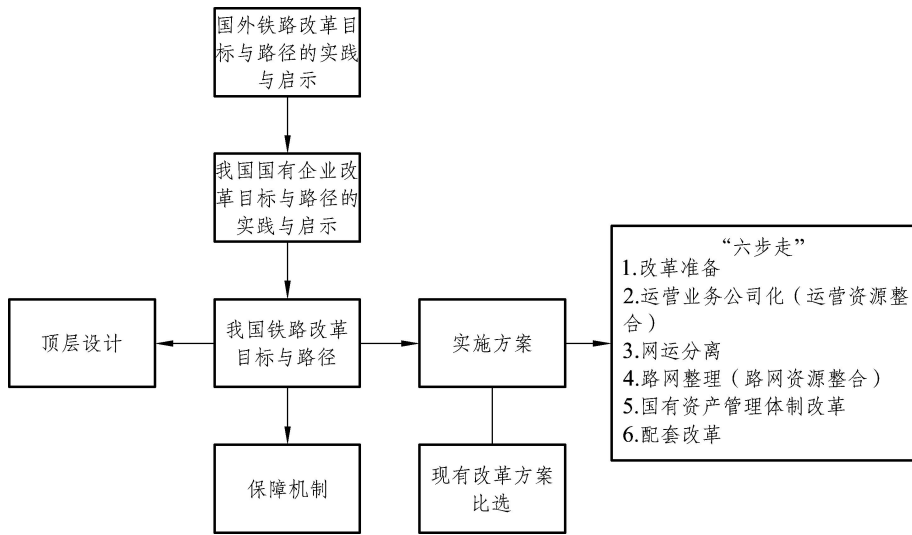 国外铁路改革目
标与路径的实践
与启示
我国国有企业改
革目标与路径的
实践与启示
顶层设计
我国铁路改革
目标与路径
实施方案
“六步走”
1.改革准备
2.运营业务公司化（运营资源整
合）
3.网运分离
4.路网整理（路网资源整合）
5.国有资产管理体制改革
6.配套改革
保障机制
现有改革方案
比选